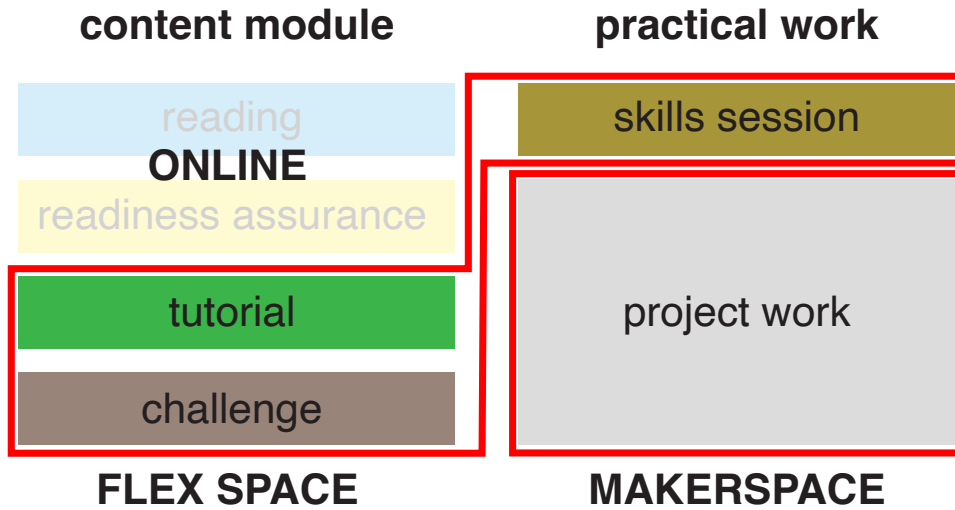 content module
practical work
reading
ONLINE
readiness assurance
tutorial
challenge
FLEX SPACE
skills session
project work
MAKERSPACE